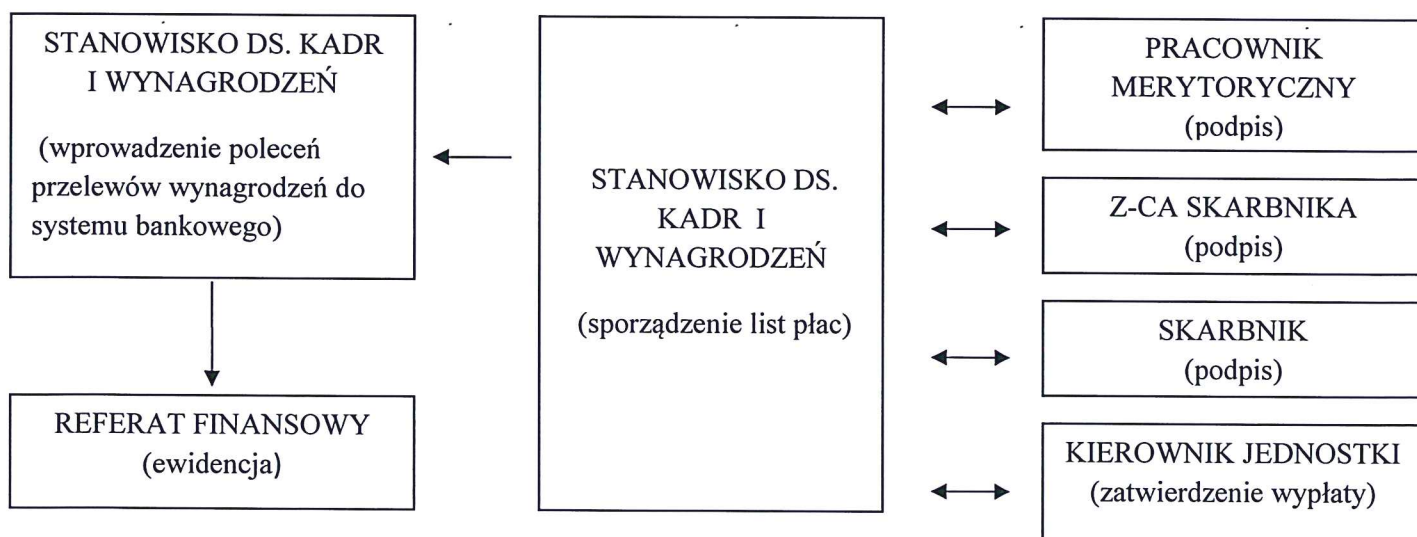 STANOWISKO DS. KADR
I WYNAGRODZEŃ
(wprowadzenie poleceń
przelewów wynagrodzeń do
systemu bankowego)
REFERAT FINANSOWY
(ewidencja)
STANOWISKO DS.
KADR I
WYNAGRODZEŃ
(sporządzenie list płac)
PRACOWNIK
MERYTORYCZNY
(podpis)
Z-CA SKARBNIKA
(podpis)
SKARBNIK
(podpis)
KIEROWNIK JEDNOSTKI
(zatwierdzenie wypłaty)